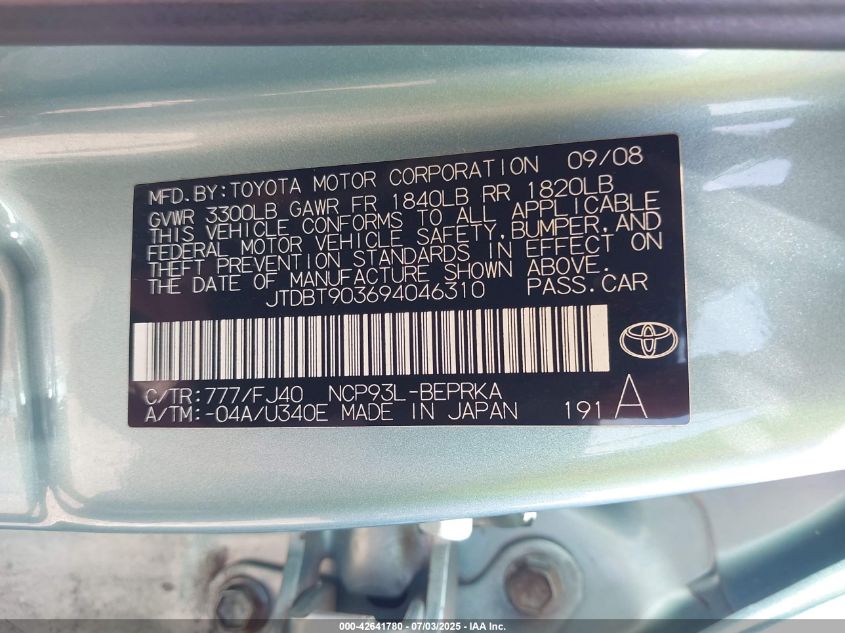 MFD.BY:TOYOTA MOTOR CORPORATION 09/08
GVWR 3300LB GAWR FR 1840LB RR 1820LB
THIS VEHICLE CONFORMS TO ALL APPLICABLE
FEDERAL MOTOR VEHICLE SAFETY,BUMPER,AND
THEFT PREVENTION STANDARDS IN EFFECT ON
THE DATE OF MANUFACTURE SHOWN ABOVE.
JTDBT903694046310 PASS.CAR
C/TR:777/FJ40 NCP93L-BEPRKA
A/TM:-04A/U340E MADE IN JAPAN 191A
000-42641780 - 07/03/2025 - IAA Inc.